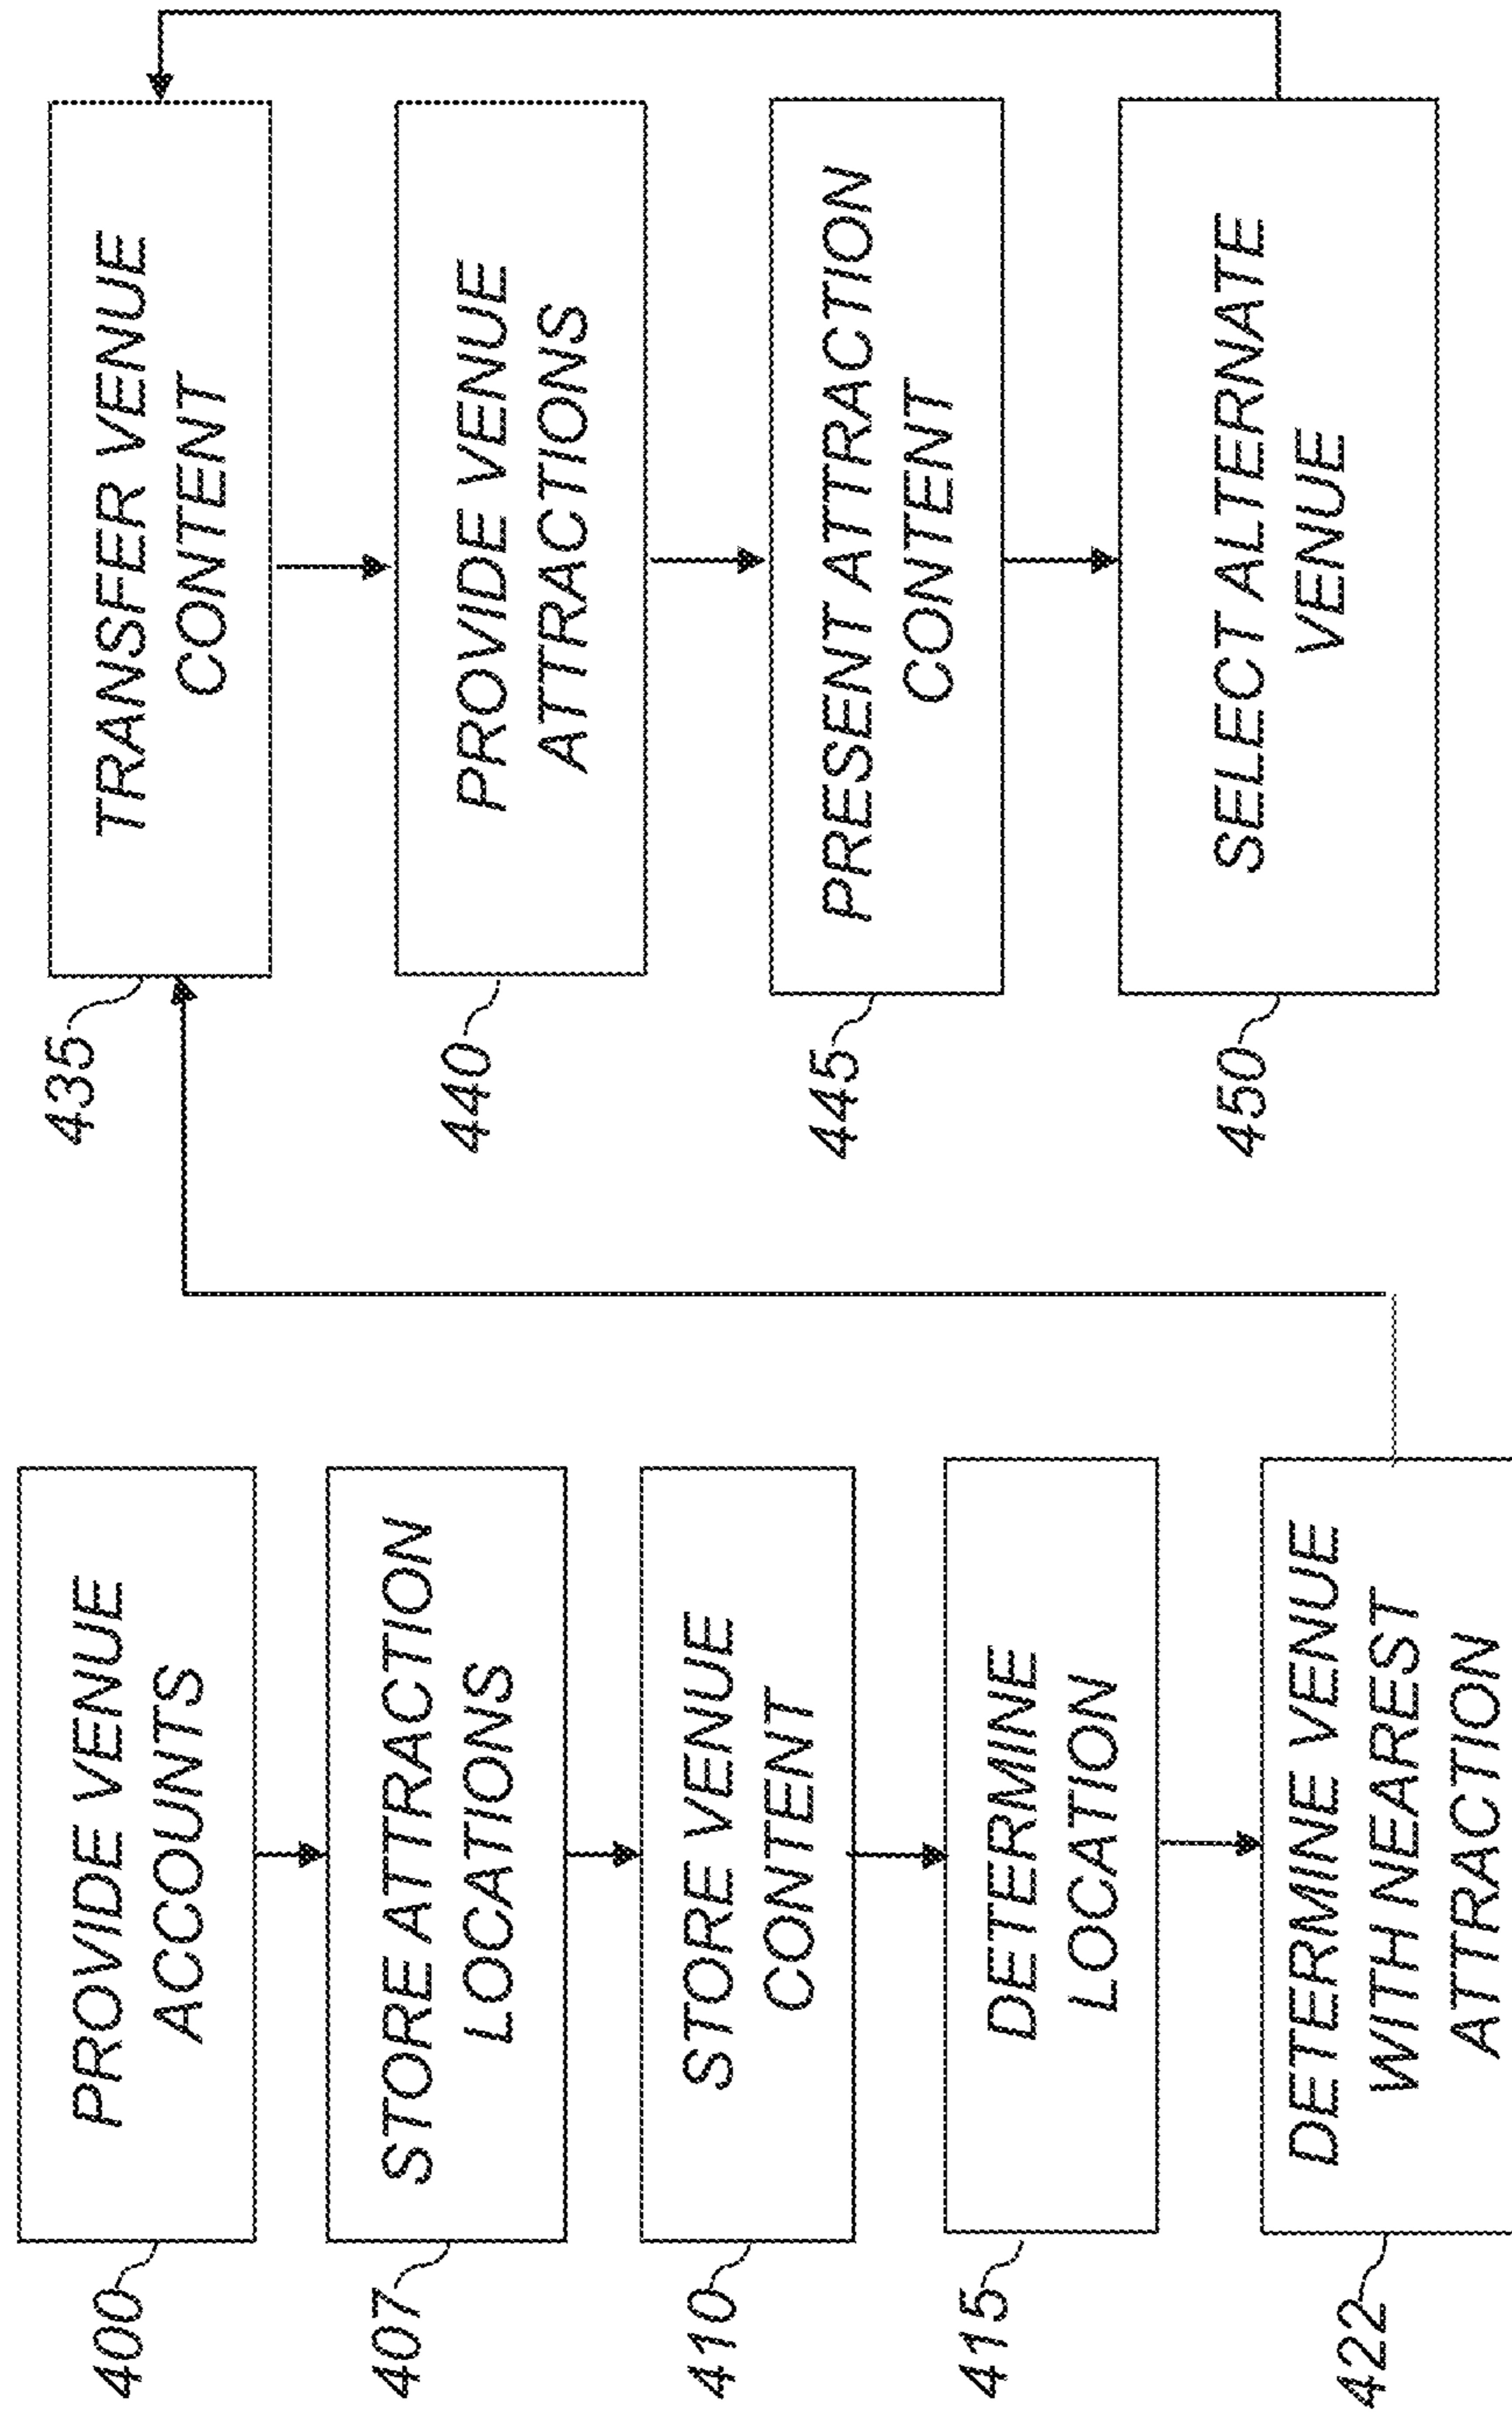 400
PROVIDE VENUE
ACCOUNTS
407
STORE ATTRACTION
LOCATIONS
410
STORE VENUE
CONTENT
415
DETERMINE
LOCATION
422
DETERMINE VENUE
WITH NEAREST
ATTRACTION
435
TRANSFER VENUE
CONTENT
440
PROVIDE VENUE
ATTRACTIONS
445
PRESENT ATTRACTION
CONTENT
450
SELECT ALTERNATE
VENUE